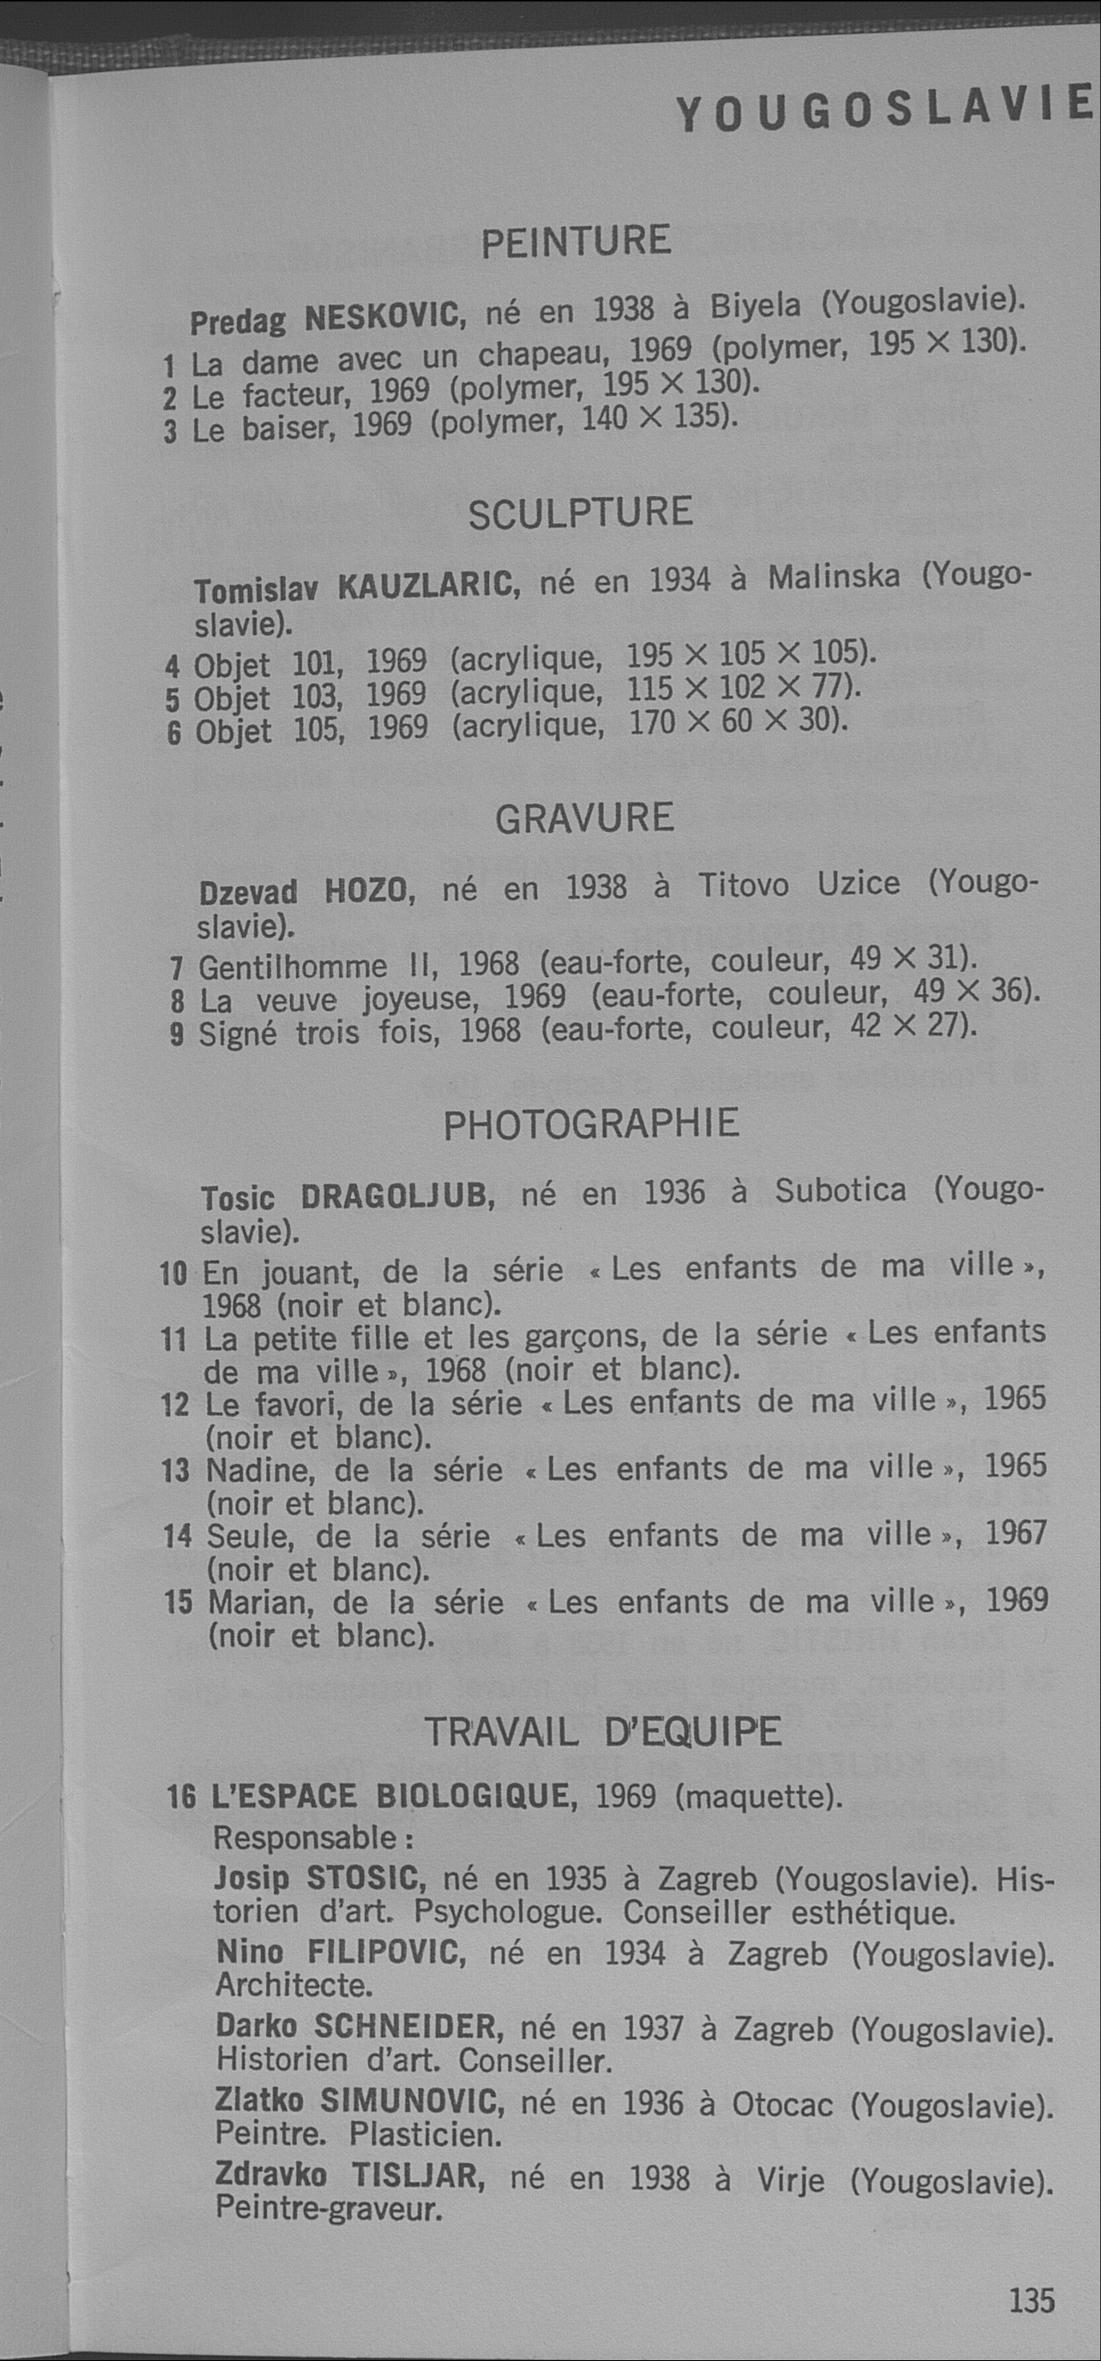 YOUGOSLAVIE
PEINTURE
Predag NESKOVIC, né en 1938 à Biyela (Yougoslavie).
1 La dame avec un chapeau, 1969 (polymer, 195 × 130).
2 Le facteur, 1969 (polymer, 195 × 130).
3 Le baiser, 1969 (polymer, 140 × 135).
SCULPTURE
Tomislav KAUZLARIC, né en 1934 à Malinska (Yougo-
slavie).
4 Objet 101, 1969 (acrylique, 195 × 105 × 105).
5 Objet 103, 1969 (acrylique, 115 × 102 × 77).
6 Objet 105, 1969 (acrylique, 170 × 60 × 30).
GRAVURE
Dzevad HOZO, né en 1938 à Titovo Uzice (Yougo-
slavie).
7 Gentilhomme II, 1968 (eau-forte, couleur, 49 × 31).
8 La veuve joyeuse, 1969 (eau-forte, couleur, 49 × 36).
9 Signé trois fois, 1968 (eau-forte, couleur, 42 × 27).
PHOTOGRAPHIE
Tosic DRAGOLJUB, né en 1936 à Subotica (Yougo-
slavie).
10 En jouant, de la série « Les enfants de ma ville »,
1968 (noir et blanc).
11 La petite fille et les garçons, de la série « Les enfants
de ma ville », 1968 (noir et blanc).
12 Le favori, de la série « Les enfants de ma ville », 1965
(noir et blanc).
13 Nadine, de la série « Les enfants de ma ville », 1965
(noir et blanc).
14 Seule, de la série « Les enfants de ma ville », 1967
(noir et blanc).
15 Marian, de la série « Les enfants de ma ville », 1969
(noir et blanc).
TRAVAIL D'EQUIPE
16 L'ESPACE BIOLOGIQUE, 1969 (maquette).
Responsable :
Josip STOSIC, né en 1935 à Zagreb (Yougoslavie). His-
torien d'art. Psychologue. Conseiller esthétique.
Nino FILIPOVIC, né en 1934 à Zagreb (Yougoslavie).
Architecte.
Darko SCHNEIDER, né en 1937 à Zagreb (Yougoslavie).
Historien d'art. Conseiller.
Zlatko SIMUNOVIC, né en 1936 à Otocac (Yougoslavie).
Peintre. Plasticien.
Zdravko TISLJAR, né en 1938 à Virje (Yougoslavie).
Peintre-graveur.
135